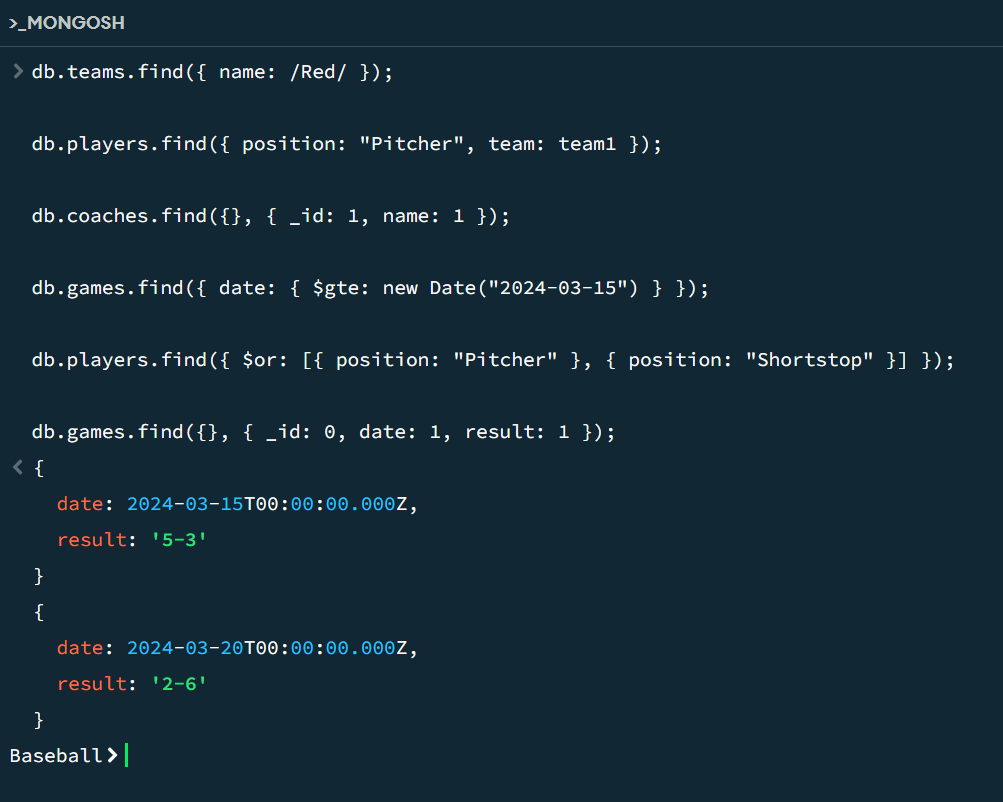 >_MONGOSH
> db.teams.find({ name: /Red/ });
db.players.find({ position: "Pitcher", team: team1 });
db.coaches.find({}, { _id: 1, name: 1 });
db.games.find({ date: { $gte: new Date("2024-03-15") } });
db.players.find({ $or: [{ position: "Pitcher" }, { position: "Shortstop" }] });
db.games.find({}, { _id: 0, date: 1, result: 1 });
< {
date: 2024-03-15T00:00:00.000Z,
result: '5-3'
}
{
date: 2024-03-20T00:00:00.000Z,
result: '2-6'
}
Baseball>